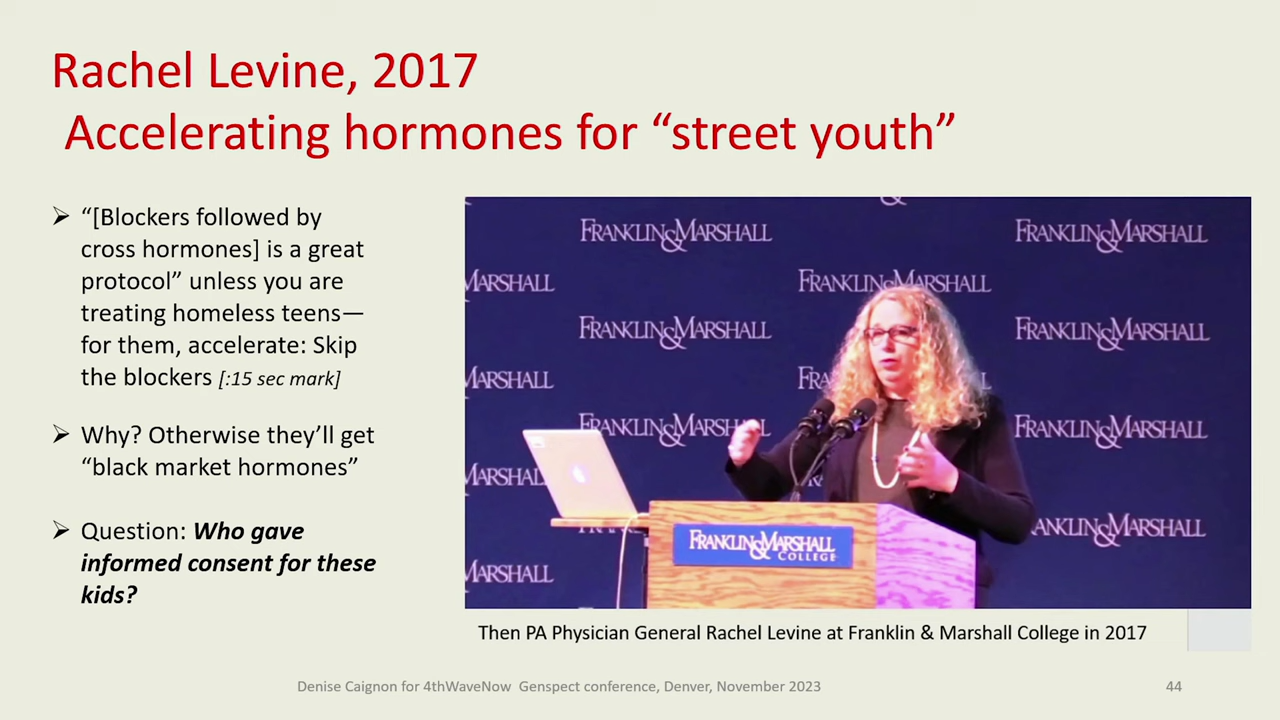 Rachel Levine, 2017
Accelerating hormones for “street youth”
➢ “[Blockers followed by
cross hormones] is a great
protocol” unless you are
treating homeless teens—
for them, accelerate: Skip
the blockers [:15 sec mark]
➢ Why? Otherwise they’ll get
“black market hormones”
➢ Question: Who gave
informed consent for these
kids?
FRANKLIN & MARSHALL FRANKLIN & MARSHALL
MARSHALL FRANKLIN & MARSHALL
FRANKLIN & MARSHALL FRANKLIN & MARSHALL
MARSHALL
FRANKLIN & MARSHALL FRANKLIN & MARSHALL
MARSHALL
MARSHALL
FRANKLIN & MARSHALL
COLLEGE
MARSHALL
Then PA Physician General Rachel Levine at Franklin & Marshall College in 2017
Denise Caignon for 4thWaveNow Genspect conference, Denver, November 2023 44